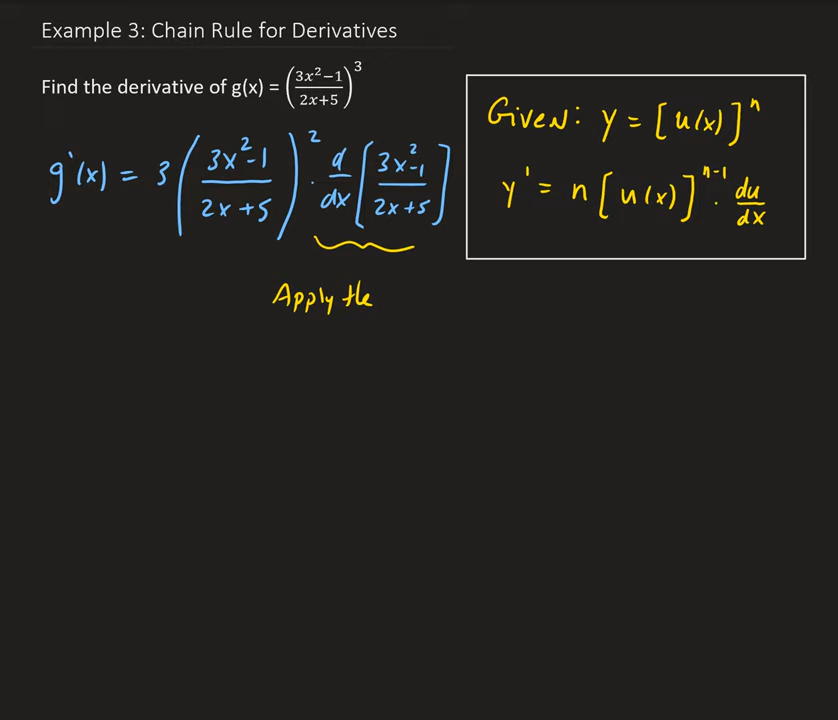 Example 3: Chain Rule for Derivatives
Find the derivative of g(x) = ((3x²−1)/(2x+5))³
g'(x) = 3((3x²-1)/(2x+5))² · d/dx[(3x²-1)/(2x+5)]
Apply the
Given: y = [u(x)]ⁿ
y' = n[u(x)]ⁿ⁻¹ · du/dx